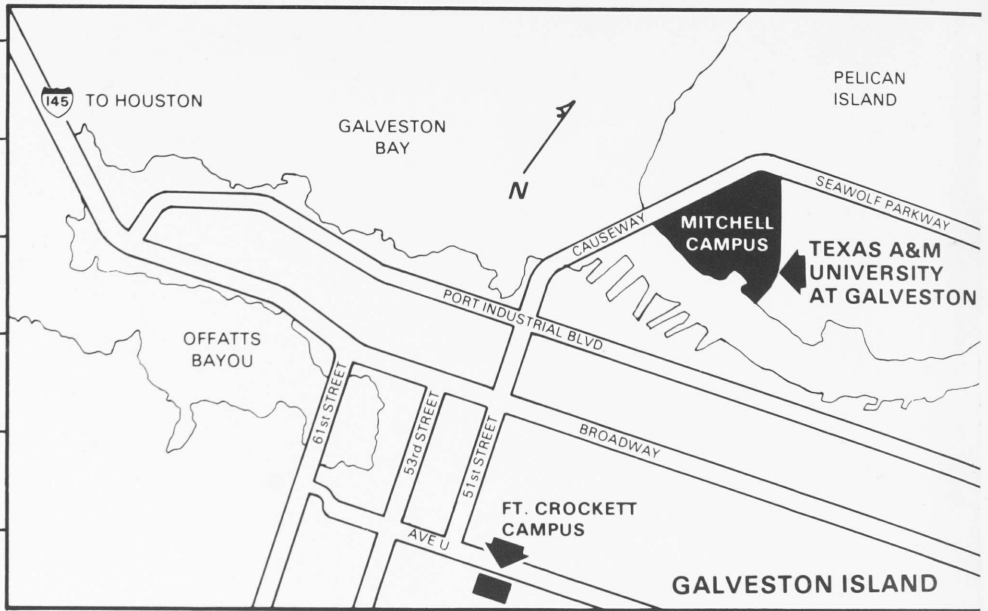 145 TO HOUSTON
GALVESTON
BAY
PELICAN
ISLAND
N
CAUSEWAY
SEAWOLF PARKWAY
MITCHELL
CAMPUS
TEXAS A&M
UNIVERSITY
AT GALVESTON
PORT INDUSTRIAL BLVD.
OFFATTS
BAYOU
61st STREET
53rd STREET
51st STREET
BROADWAY
FT. CROCKETT
CAMPUS
AVE U
GALVESTON ISLAND